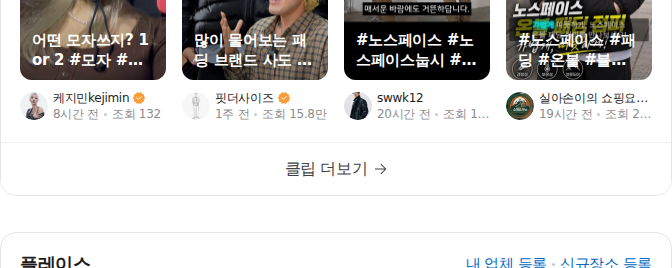 매서운 바람에도 거뜬하답니다.
노스페이스
어떤 모자쓰지? 1
or 2 #모자 #...
많이 물어보는 패
딩 브랜드 사도 ...
#노스페이스 #노
스페이스눕시 #...
#노스페이스 #패
딩 #온볼 #블...
케지민kejimin
8시간 전 · 조회 132
핏더사이즈
1주 전 · 조회 15.8만
swwk12
20시간 전 · 조회 1...
실아손이의 쇼핑요...
19시간 전 · 조회 2...
클립 더보기 →
플레이스
내 업체 등록 · 신규장소 등록